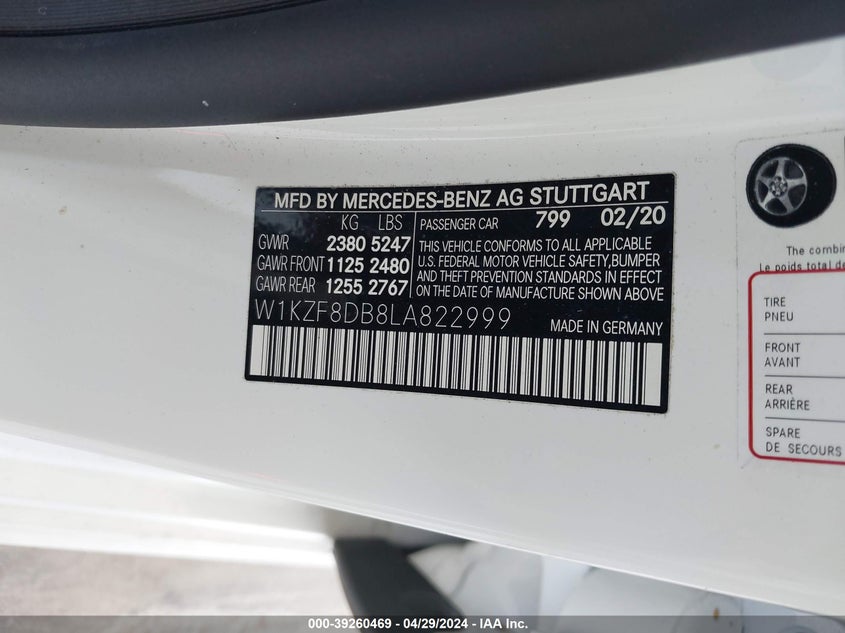 MFD BY MERCEDES-BENZ AG STUTTGART
KG LBS
GVWR 2380 5247
GAWR FRONT 1125 2480
GAWR REAR 1255 2767
PASSENGER CAR 799 02/20
THIS VEHICLE CONFORMS TO ALL APPLICABLE
U.S. FEDERAL MOTOR VEHICLE SAFETY,BUMPER
AND THEFT PREVENTION STANDARDS IN EFFECT
ON THE DATE OF MANUFACTURE SHOWN ABOVE
W1KZF8DB8LA822999
MADE IN GERMANY
The combin
Le poids total de
TIRE
PNEU
FRONT
AVANT
REAR
ARRIÈRE
SPARE
DE SECOURS
000-39260469 - 04/29/2024 - IAA Inc.